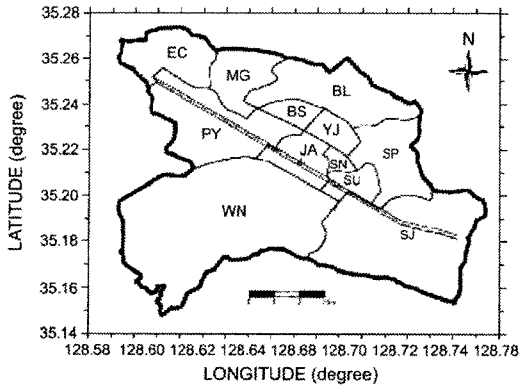 35.28
35.26
35.24
35.22
35.20
35.18
35.16
35.14
LATITUDE (degree)
EC
MG
BL
N
BS
YJ
PY
JA
SN
SP
SU
WN
SJ
128.58 128.60 128.62 128.64 128.66 128.68 128.70 128.72 128.74 128.76 128.78
LONGITUDE (degree)